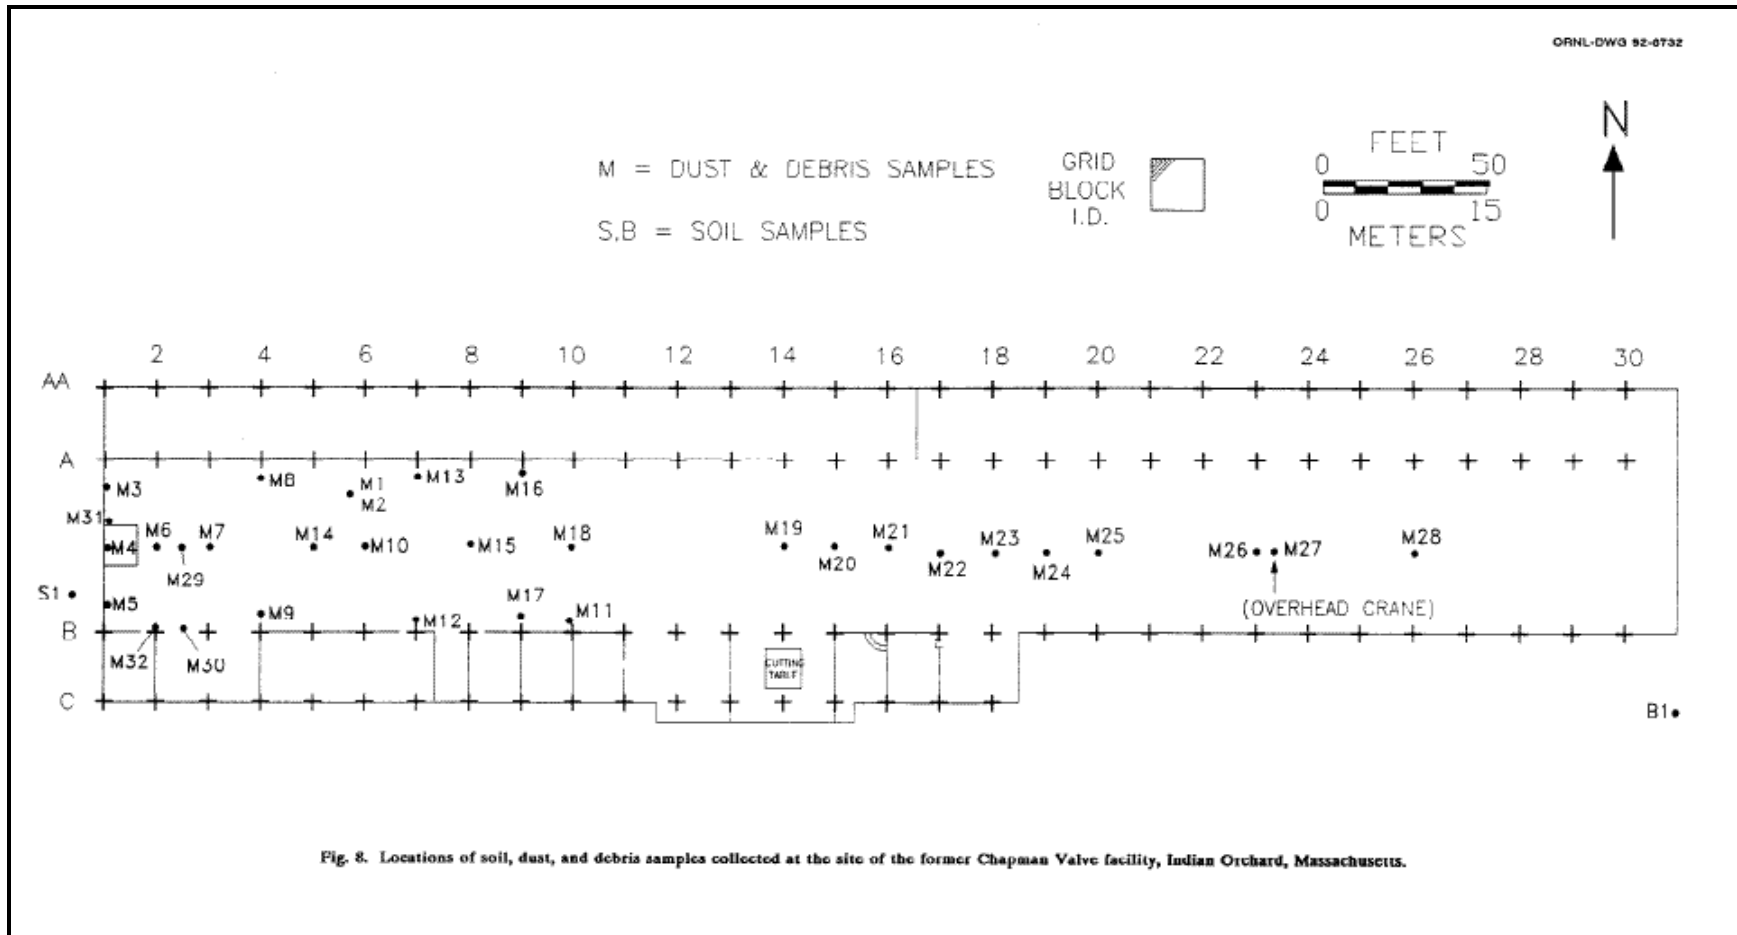 ORNL-DWG 92-8732
N
FEET
0 50
0 15
METERS
M = DUST & DEBRIS SAMPLES
S,B = SOIL SAMPLES
GRID
BLOCK
I.D.
2 4 6 8 10 12 14 16 18 20 22 24 26 28 30
AA
A
M3 M8 M1 M13 M16
M2
M31
M4 M6 M7 M14 M10 M15 M18 M19 M21 M23 M25 M26 M27 M28
M29 M20 M22 M24
S1 M5 M9 M12 M17 M11
(OVERHEAD CRANE)
B
M32 M30
CUTTING
TABLE
C
B1
Fig. 8. Locations of soil, dust, and debris samples collected at the site of the former Chapman Valve facility, Indian Orchard, Massachusetts.